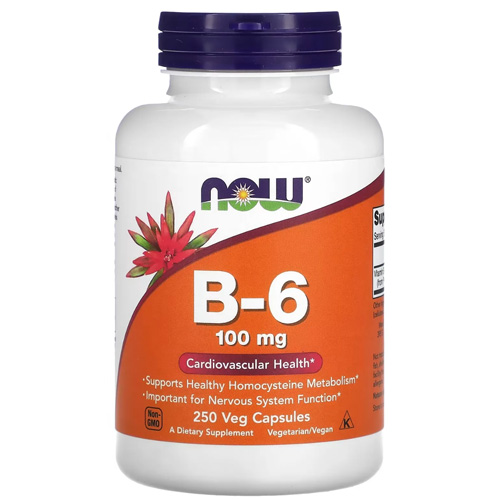 now®
B-6
100 mg
Cardiovascular Health*
•Supports Healthy Homocysteine Metabolism*
•Important for Nervous System Function*
250 Veg Capsules
Non-
GMO
A Dietary Supplement Vegetarian/Vegan
K